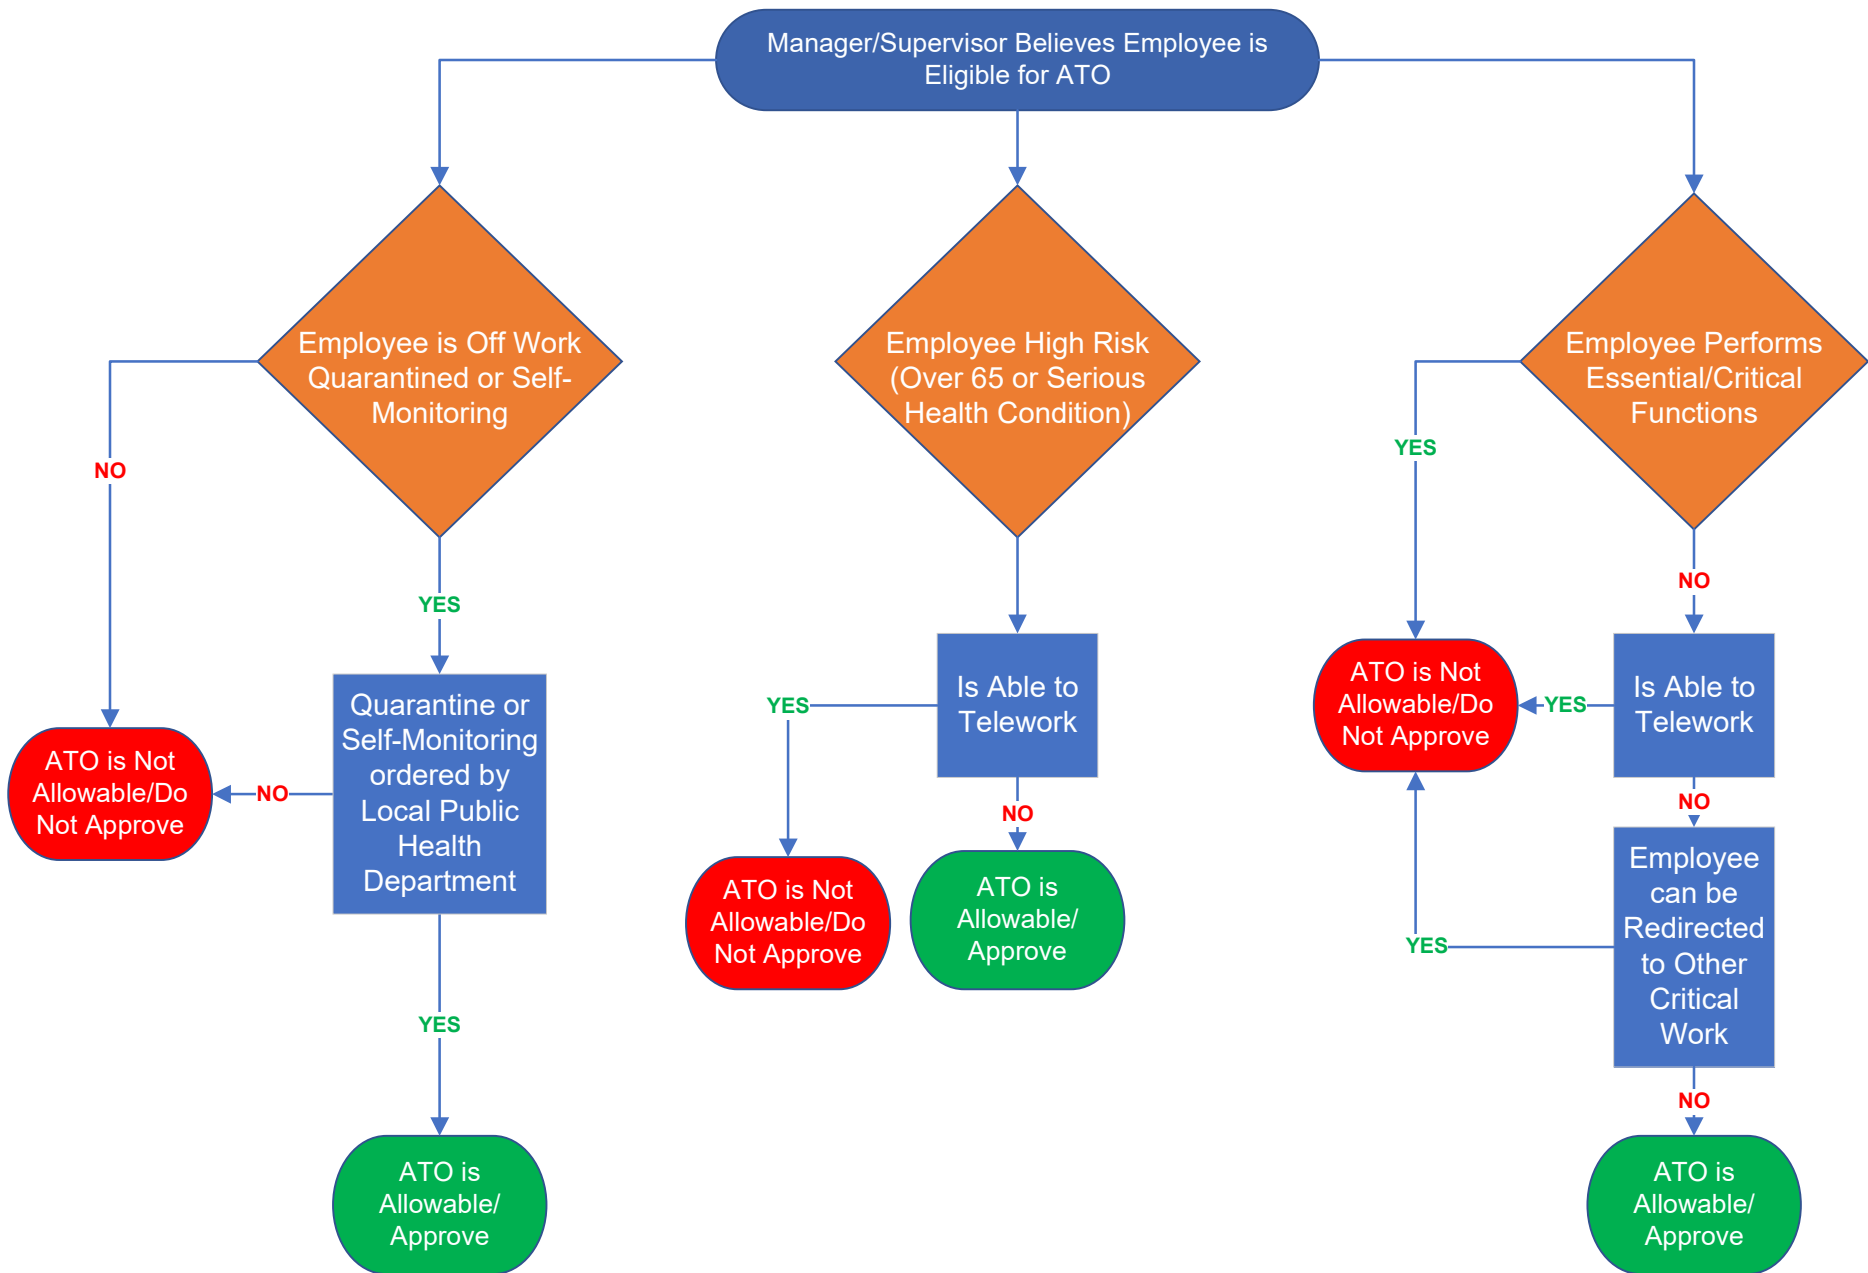 Manager/Supervisor Believes Employee is
Eligible for ATO
Employee is Off Work
Quarantined or Self-
Monitoring
NO
YES
Quarantine or
Self-Monitoring
ordered by
Local Public
Health
Department
NO
ATO is Not
Allowable/Do
Not Approve
YES
ATO is
Allowable/
Approve
Employee High Risk
(Over 65 or Serious
Health Condition)
Is Able to
Telework
YES
NO
ATO is Not
Allowable/Do
Not Approve
ATO is
Allowable/
Approve
Employee Performs
Essential/Critical
Functions
YES
NO
ATO is Not
Allowable/Do
Not Approve
YES
Is Able to
Telework
NO
Employee
can be
Redirected
to Other
Critical
Work
YES
NO
ATO is
Allowable/
Approve